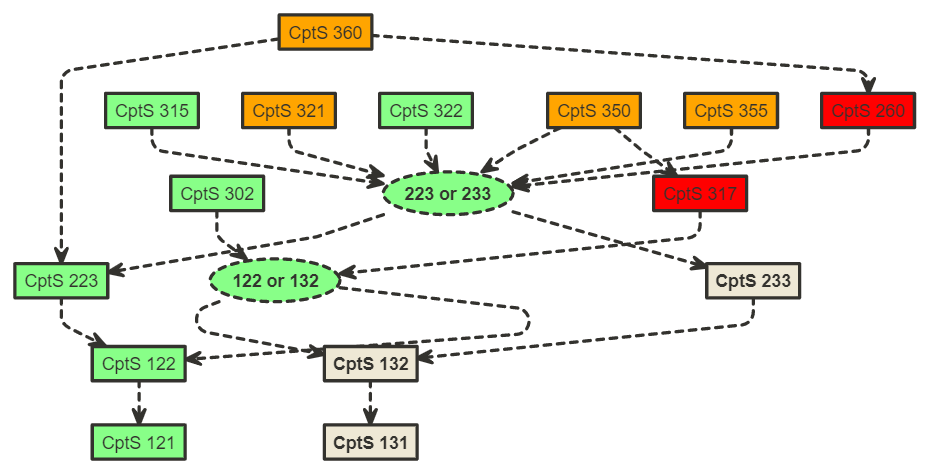 CptS 360
CptS 315
CptS 321
CptS 322
CptS 350
CptS 355
CptS 260
CptS 302
223 or 233
CptS 317
CptS 223
122 or 132
CptS 233
CptS 122
CptS 132
CptS 121
CptS 131